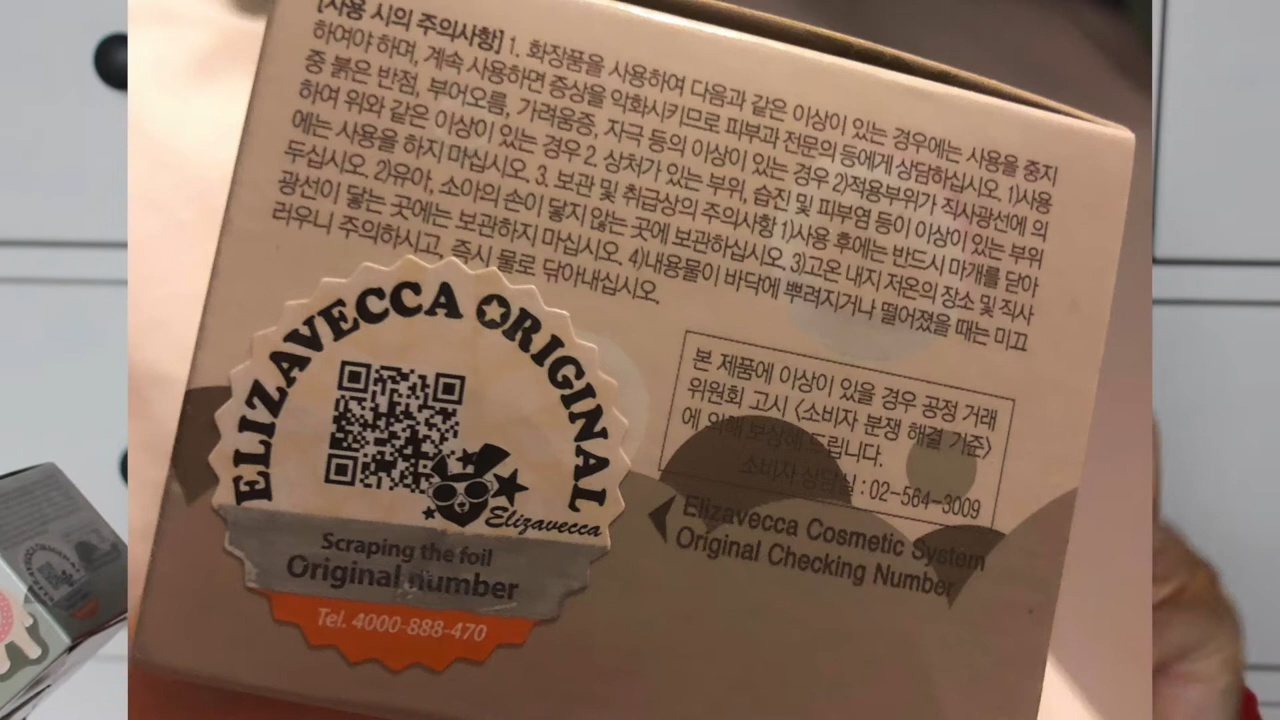 [사용 시의 주의사항] 1. 화장품을 사용하여 다음과 같은 이상이 있는 경우에는 사용을 중지
하여야 하며, 계속 사용하면 증상을 악화시키므로 피부과 전문의 등에게 상담하십시오. 1)사용
중 붉은 반점, 부어오름, 가려움증, 자극 등의 이상이 있는 경우 2)적용부위가 직사광선에 의
하여 위와 같은 이상이 있는 경우 2. 상처가 있는 부위, 습진 및 피부염 등이 이상이 있는 부위
에는 사용을 하지 마십시오. 3. 보관 및 취급상의 주의사항 1)사용 후에는 반드시 마개를 닫아
두십시오. 2)유아, 소아의 손이 닿지 않는 곳에 보관하십시오. 3)고온 내지 저온의 장소 및 직사
광선이 닿는 곳에는 보관하지 마십시오. 4)내용물이 바닥에 뿌려지거나 떨어졌을 때는 미끄
러우니 주의하시고, 즉시 물로 닦아내십시오.
ELIZAVECCA ORIGINAL
Elizavecca
Scraping the foil
Original number
Tel. 4000-888-470
본 제품에 이상이 있을 경우 공정 거래
위원회 고시 <소비자 분쟁 해결 기준>
에 의해 보상해 드립니다.
소비자 상담실 : 02-564-3009
Elizavecca Cosmetic System
Original Checking Number